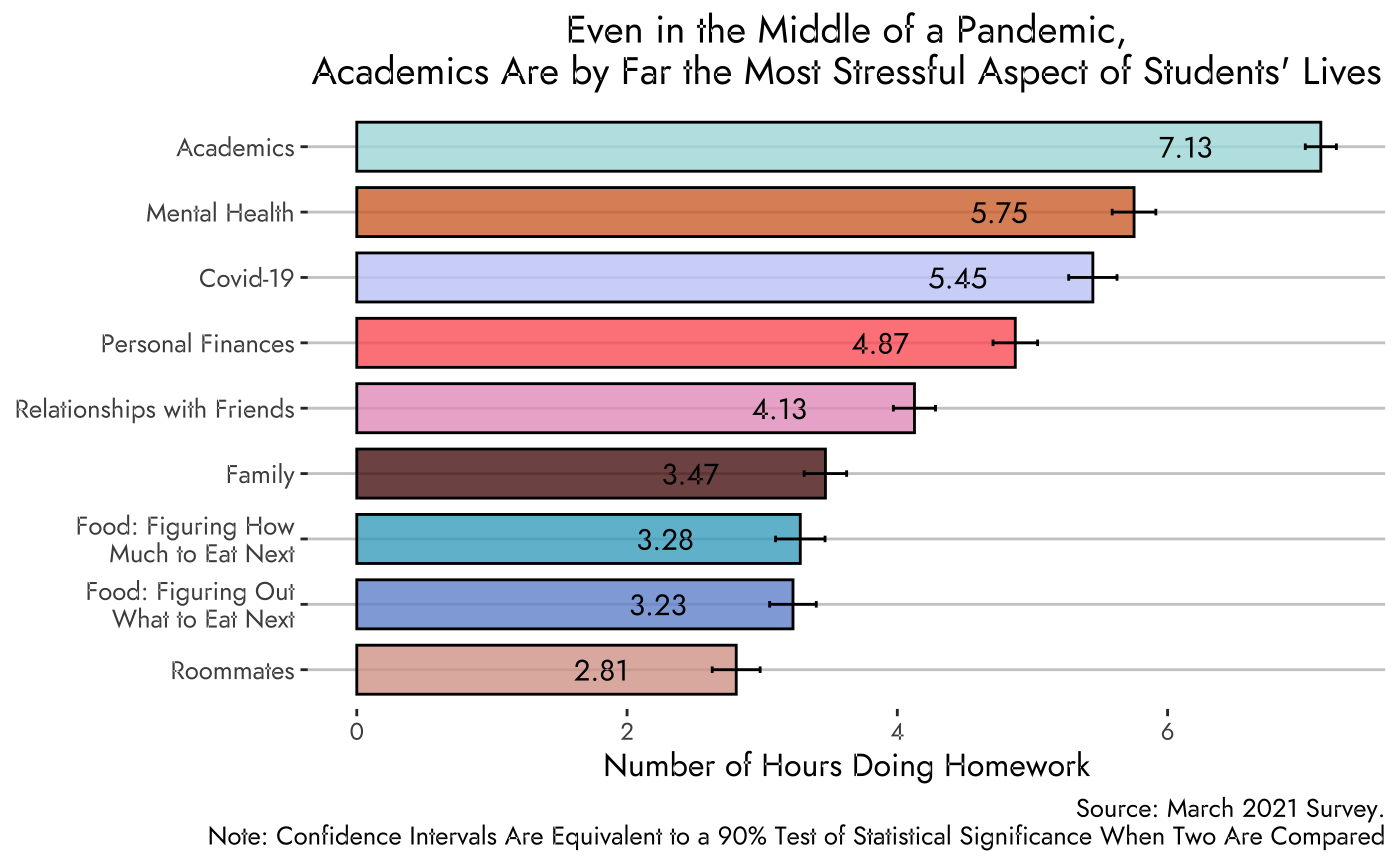 Even in the Middle of a Pandemic,
Academics Are by Far the Most Stressful Aspect of Students' Lives
Academics
7.13
Mental Health
5.75
Covid-19
5.45
Personal Finances
4.87
Relationships with Friends
4.13
Family
3.47
Food: Figuring How
Much to Eat Next
3.28
Food: Figuring Out
What to Eat Next
3.23
Roommates
2.81
0 2 4 6
Number of Hours Doing Homework
Source: March 2021 Survey.
Note: Confidence Intervals Are Equivalent to a 90% Test of Statistical Significance When Two Are Compared